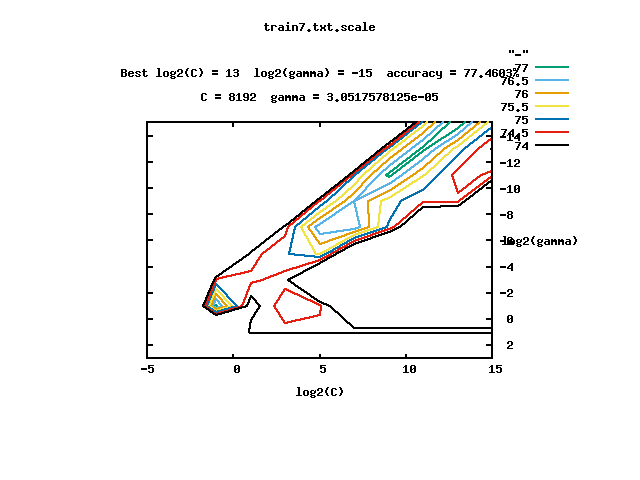 train7.txt.scale
"-"
Best log2(C) = 13 log2(gamma) = -15 accuracy = 77.4603%
77
76.5
C = 8192 gamma = 3.0517578125e-05
76
75.5
75
74.5
74
-14
-12
-10
-8
-6
log2(gamma)
-4
-2
0
2
-5 0 5 10 15
log2(C)